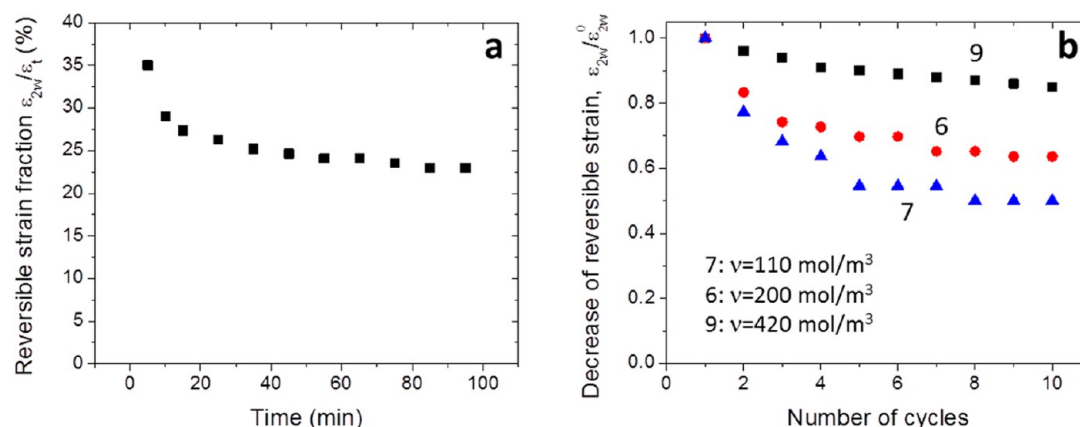 a
Reversible strain fraction ε2w/εt (%)
40
35
30
25
20
15
10
5
0
0 20 40 60 80 100
Time (min)
b
Decrease of reversible strain, ε2w/ε⁰2w
1.0
0.8
0.6
0.4
0.2
0.0
9
6
7
7: ν=110 mol/m³
6: ν=200 mol/m³
9: ν=420 mol/m³
0 2 4 6 8 10
Number of cycles